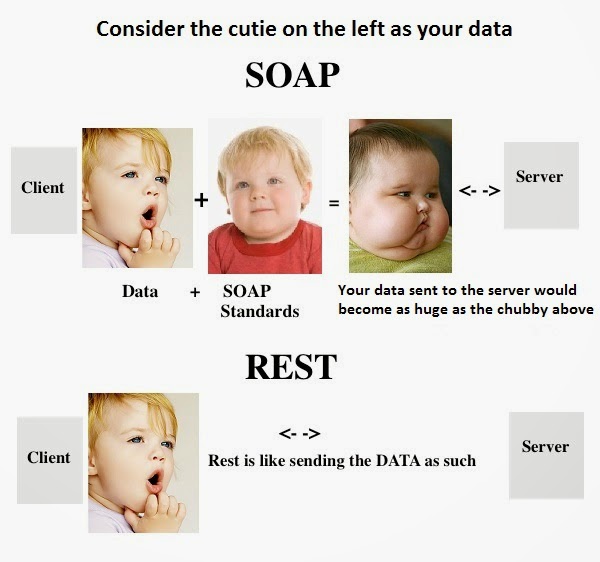 Consider the cutie on the left as your data
SOAP
Client
+
=
<- ->
Server
Data + SOAP
Standards
Your data sent to the server would
become as huge as the chubby above
REST
Client
<- ->
Rest is like sending the DATA as such
Server